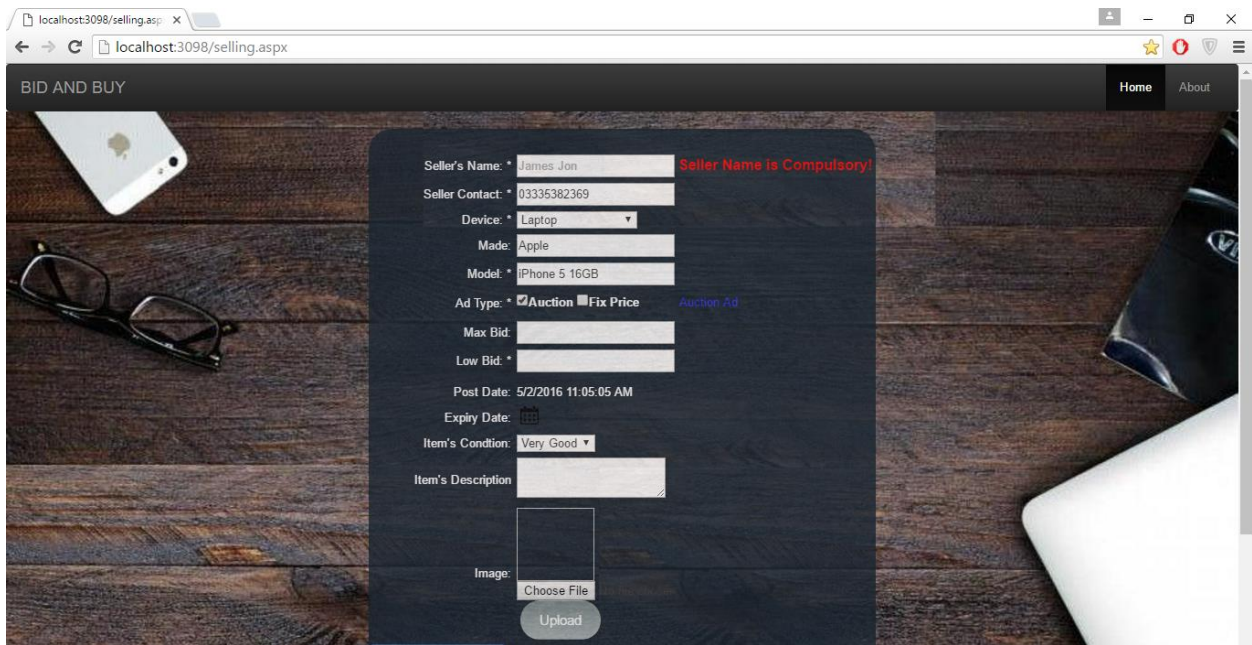 localhost:3098/selling.asp
localhost:3098/selling.aspx
BID AND BUY Home About
Seller's Name: * James Jon Seller Name is Compulsory!
Seller Contact: * 03335382369
Device: * Laptop
Made: Apple
Model: * iPhone 5 16GB
Ad Type: * Auction Fix Price Auction Ad
Max Bid:
Low Bid: *
Post Date: 5/2/2016 11:05:05 AM
Expiry Date:
Item's Condtion: Very Good
Item's Description
Image:
Choose File
Upload